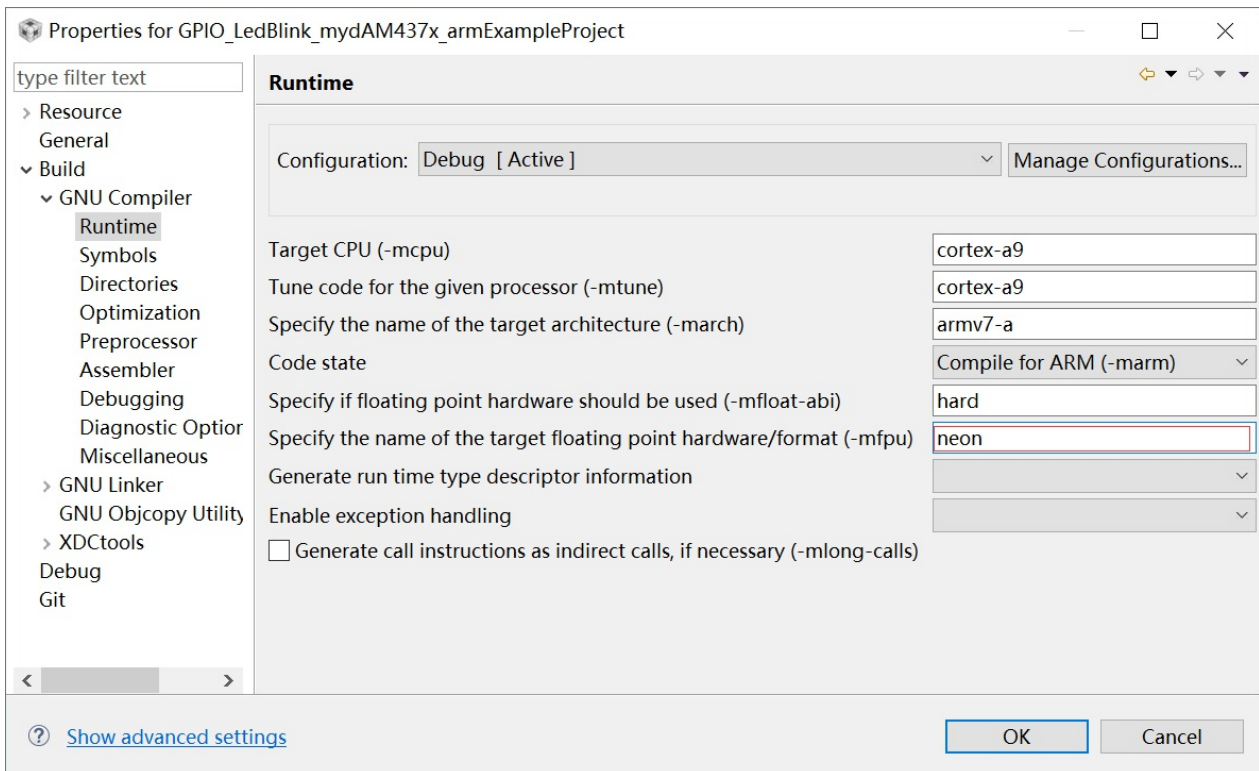 Properties for GPIO_LedBlink_mydAM437x_armExampleProject
type filter text
Resource
General
Build
GNU Compiler
Runtime
Symbols
Directories
Optimization
Preprocessor
Assembler
Debugging
Diagnostic Option
Miscellaneous
GNU Linker
GNU Objcopy Utility
XDCtools
Debug
Git
Runtime
Configuration: Debug [ Active ] Manage Configurations...
Target CPU (-mcpu) cortex-a9
Tune code for the given processor (-mtune) cortex-a9
Specify the name of the target architecture (-march) armv7-a
Code state Compile for ARM (-marm)
Specify if floating point hardware should be used (-mfloat-abi) hard
Specify the name of the target floating point hardware/format (-mfpu) neon
Generate run time type descriptor information
Enable exception handling
Generate call instructions as indirect calls, if necessary (-mlong-calls)
Show advanced settings
OK Cancel